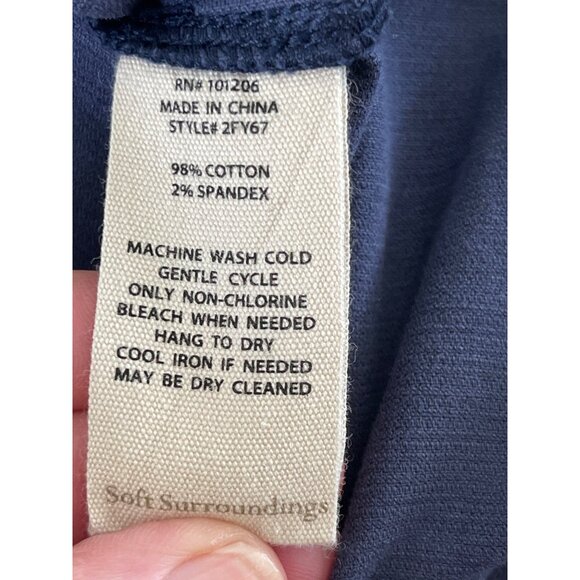 RN# 101206
MADE IN CHINA
STYLE# 2FY67
98% COTTON
2% SPANDEX
MACHINE WASH COLD
GENTLE CYCLE
ONLY NON-CHLORINE
BLEACH WHEN NEEDED
HANG TO DRY
COOL IRON IF NEEDED
MAY BE DRY CLEANED
Soft Surroundings